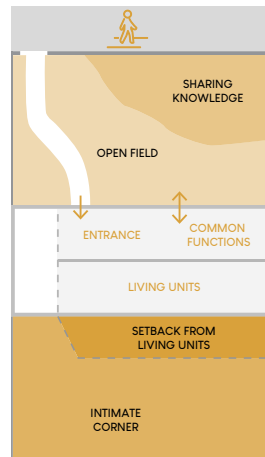 SHARING
KNOWLEDGE
OPEN FIELD
ENTRANCE
COMMON
FUNCTIONS
LIVING UNITS
SETBACK FROM
LIVING UNITS
INTIMATE
CORNER